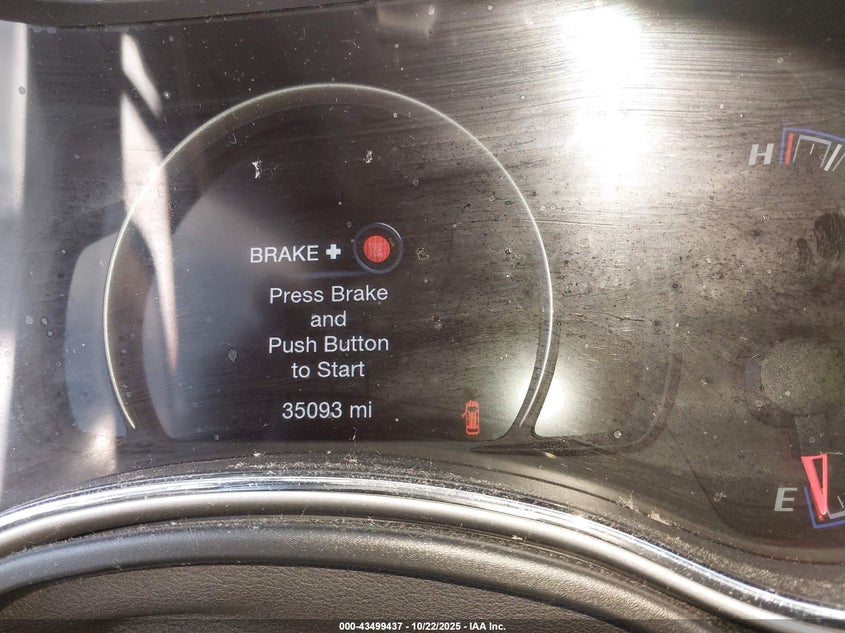 H
BRAKE +
Press Brake
and
Push Button
to Start
35093 mi
E
000-43499437 - 10/22/2025 - IAA Inc.